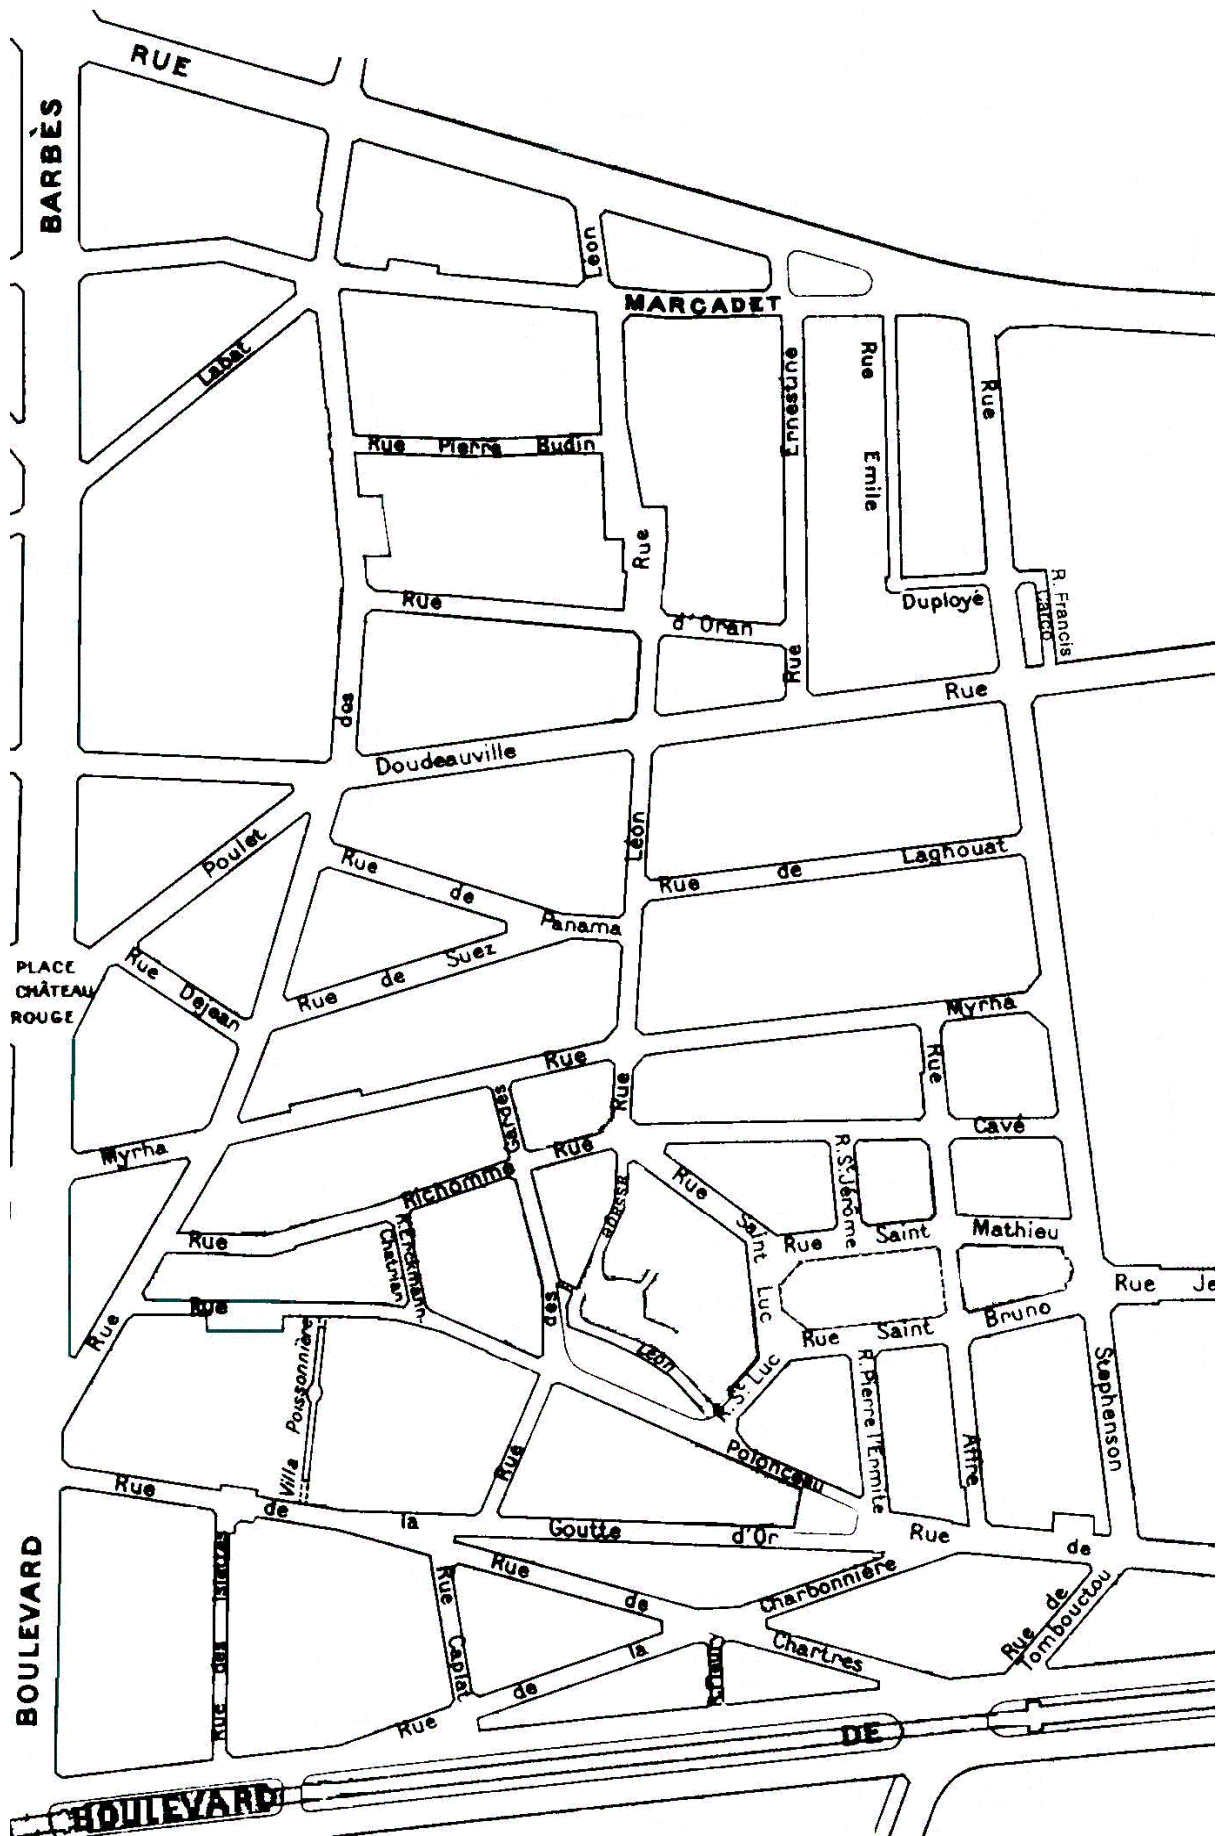 RUE
BARBÈS
Léon
MARCADET
Labat
Ernestine
Rue
Emile
Rue
Rue Pierre Budin
Rue
R. Francis
Carco
Duployé
Rue
d'Oran
Rue
Rue
des
Doudeauville
Léon
Poulet
Rue
de
Panama
Rue
de
Laghouat
Rue
de
Suez
PLACE
CHÂTEAU
ROUGE
Rue
Dejean
Myrha
Rue
Rue
Rue
Gardes
Cavé
Myrha
Rue
Richomme
Rue
R. St Jérôme
Rue
Saint
Luc
Rue
Saint
Mathieu
R. Erckmann-
Chatrian
Rue Je
Rue
des
Rue
Saint
Bruno
Rue
Villa Poissonnière
Léon
R. St Luc
R. Pierre l'Ermite
Affre
Stephenson
Polonceau
Rue
Rue
de
la
Goutte
d'Or
Rue
de
Rue des Islettes
Rue
de
la
Charbonnière
Rue
de
Chartres
Rue Caplat
R. Fleury
Rue de
Tombouctou
BOULEVARD
BOULEVARD
DE